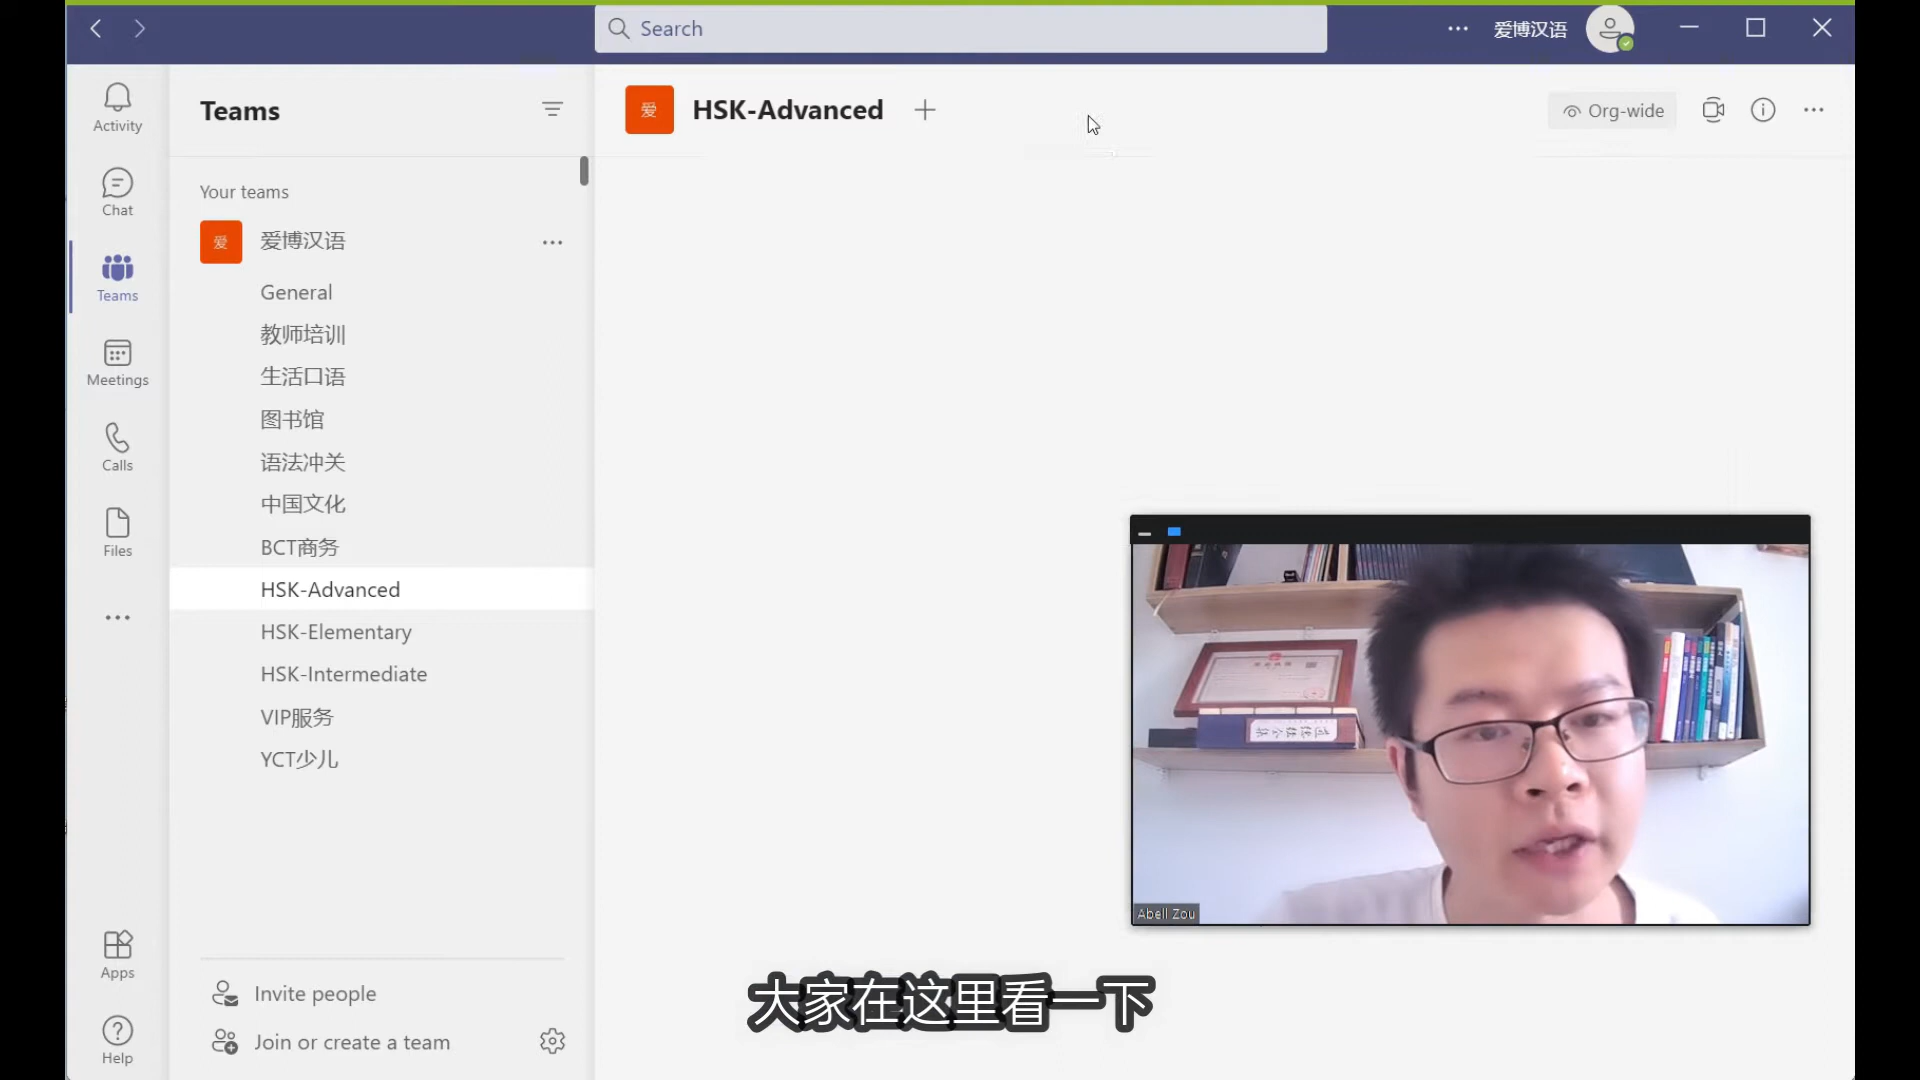 Search
爱博汉语
Activity
Chat
Teams
Meetings
Calls
Files
Apps
Help
Teams
Your teams
爱
爱博汉语
General
教师培训
生活口语
图书馆
语法冲关
中国文化
BCT商务
HSK-Advanced
HSK-Elementary
HSK-Intermediate
VIP服务
YCT少儿
Invite people
Join or create a team
爱
HSK-Advanced
Org-wide
Abell Zou
大家在这里看一下